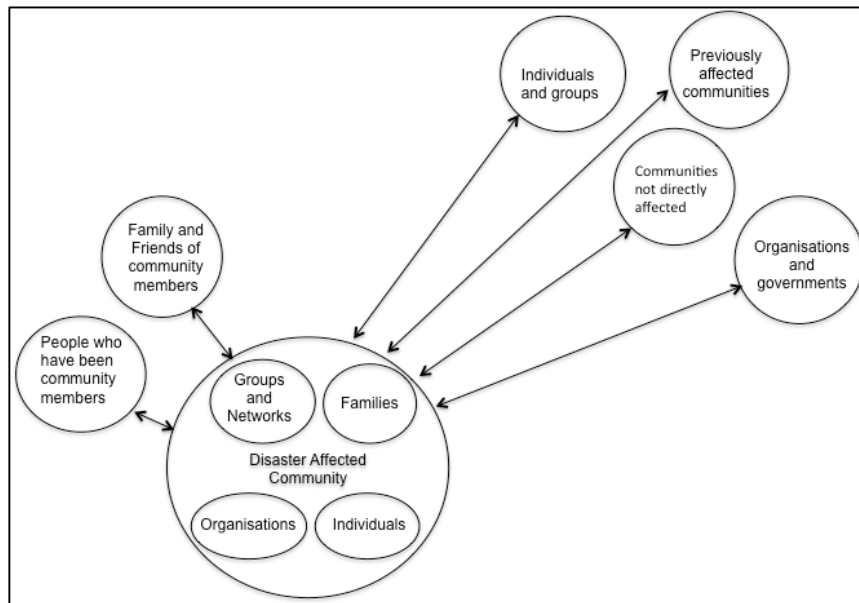 Individuals
and groups
Previously
affected
communities
Communities
not directly
affected
Organisations
and
governments
Family and
Friends of
community
members
People who
have been
community
members
Groups
and
Networks
Families
Disaster Affected
Community
Organisations
Individuals